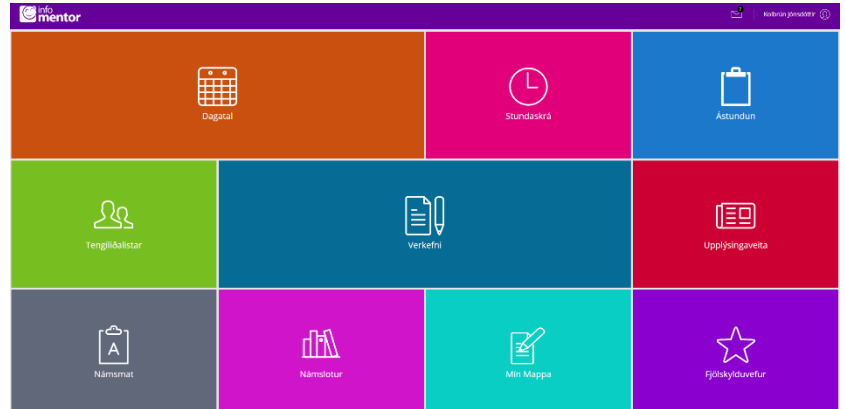 info
mentor
Kolbrún Jónsdóttir
Dagatal
Stundaskrá
Ástundun
Tengiliðalistar
Verkefni
Upplýsingaveita
A
Námsmat
Námslotur
Mín Mappa
Fjölskylduvefur